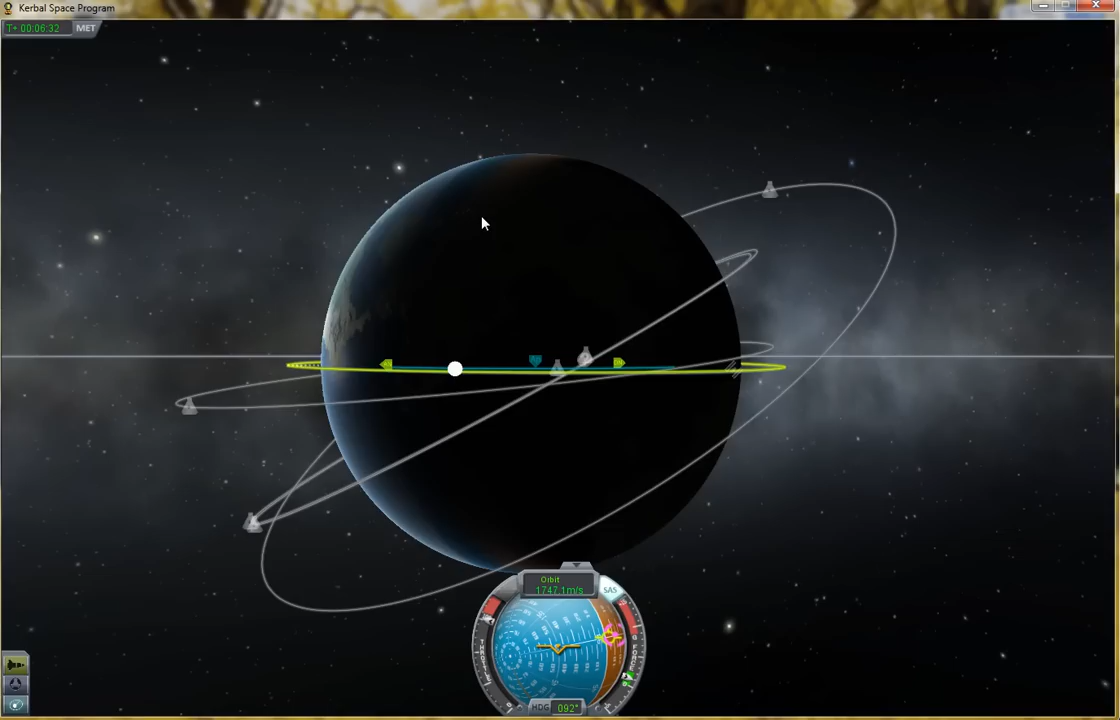 Kerbal Space Program
T+ 00:06:32 MET
Orbit
1747.1m/s
SAS
HDG 092°